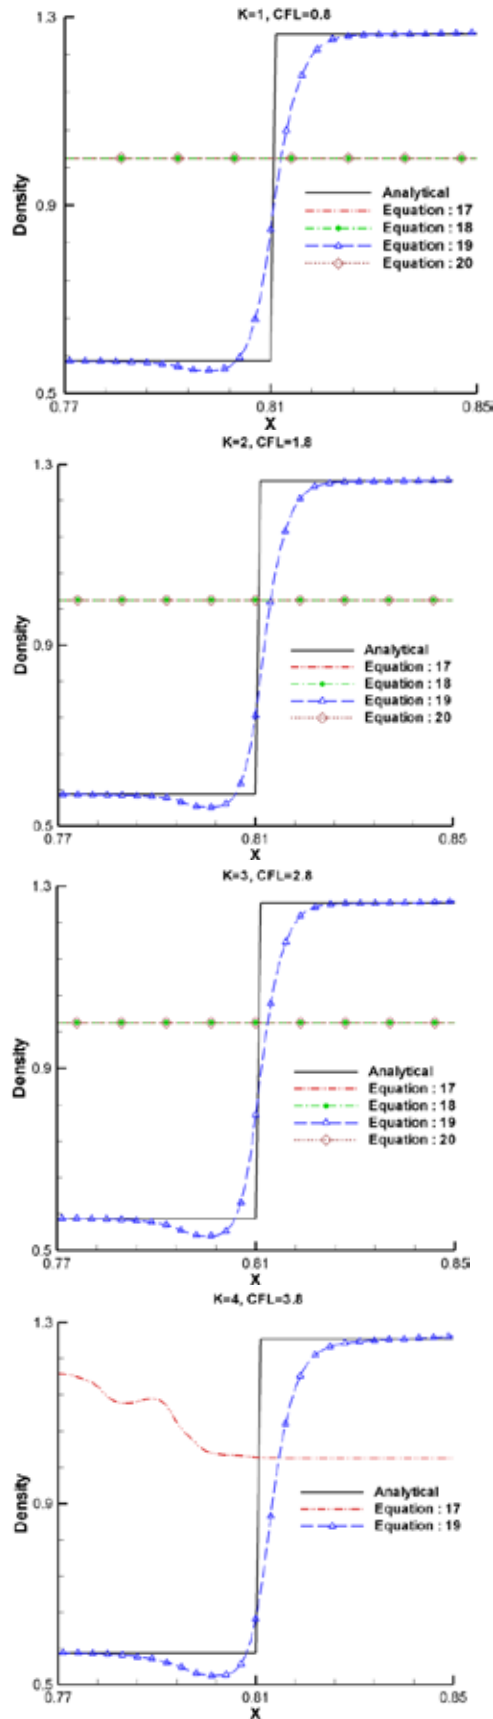 K=1, CFL=0.8
1.3
0.9
0.5
Density
Analytical
Equation : 17
Equation : 18
Equation : 19
Equation : 20
0.77
0.81
0.85
X
K=2, CFL=1.8
1.3
0.9
0.5
Density
Analytical
Equation : 17
Equation : 18
Equation : 19
Equation : 20
0.77
0.81
0.85
X
K=3, CFL=2.8
1.3
0.9
0.5
Density
Analytical
Equation : 17
Equation : 18
Equation : 19
Equation : 20
0.77
0.81
0.85
X
K=4, CFL=3.8
1.3
0.9
0.5
Density
Analytical
Equation : 17
Equation : 19
0.77
0.81
0.85
X